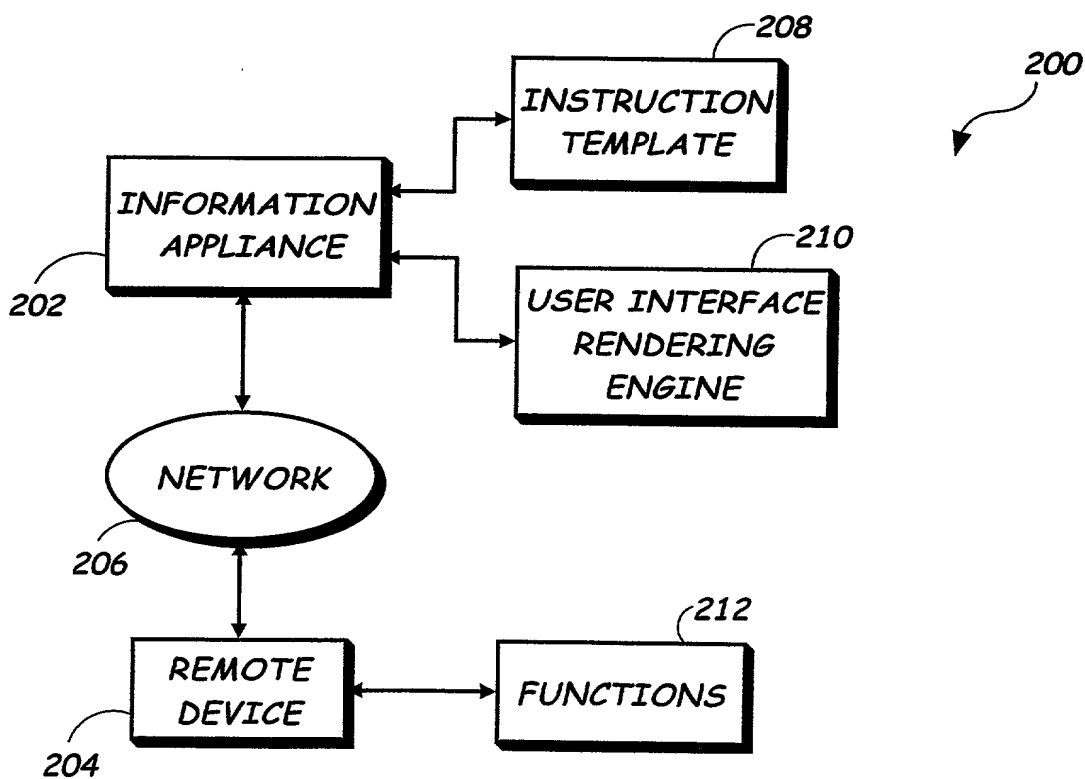 208
200
INSTRUCTION
TEMPLATE
INFORMATION
APPLIANCE
202
210
USER INTERFACE
RENDERING
ENGINE
NETWORK
206
212
REMOTE
DEVICE
204
FUNCTIONS